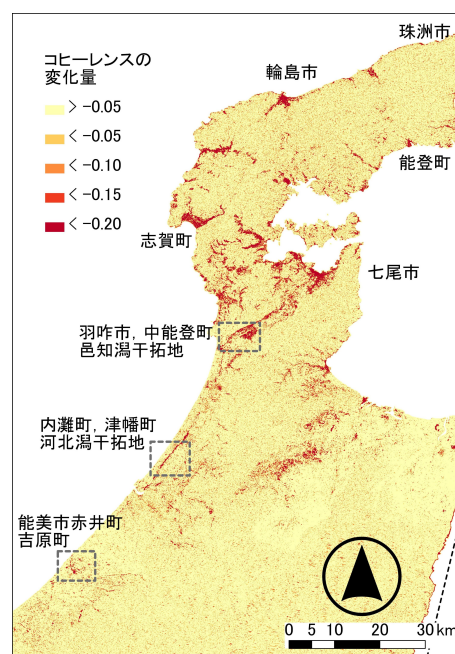 珠洲市
コヒーレンスの
変化量
輪島市
> -0.05
< -0.05
< -0.10
< -0.15
< -0.20
能登町
志賀町
七尾市
羽咋市, 中能登町
邑知潟干拓地
内灘町, 津幡町
河北潟干拓地
能美市赤井町
吉原町
0 5 10 20 30 km